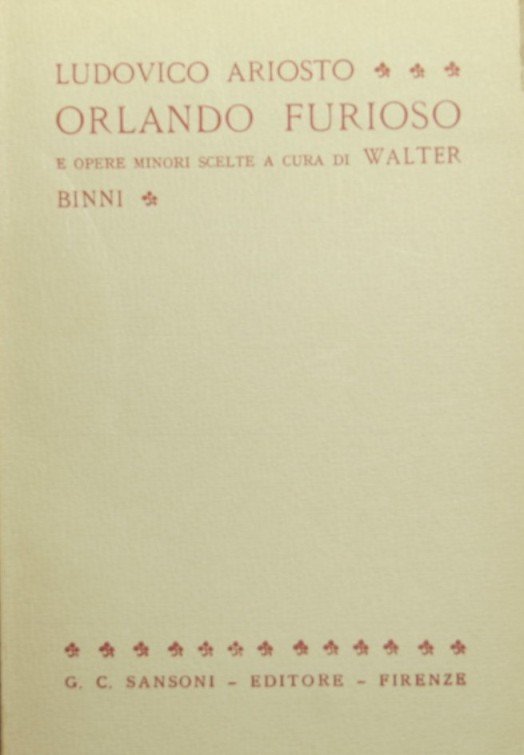 LUDOVICO ARIOSTO
ORLANDO FURIOSO
E OPERE MINORI SCELTE A CURA DI WALTER
BINNI
G. C. SANSONI - EDITORE - FIRENZE